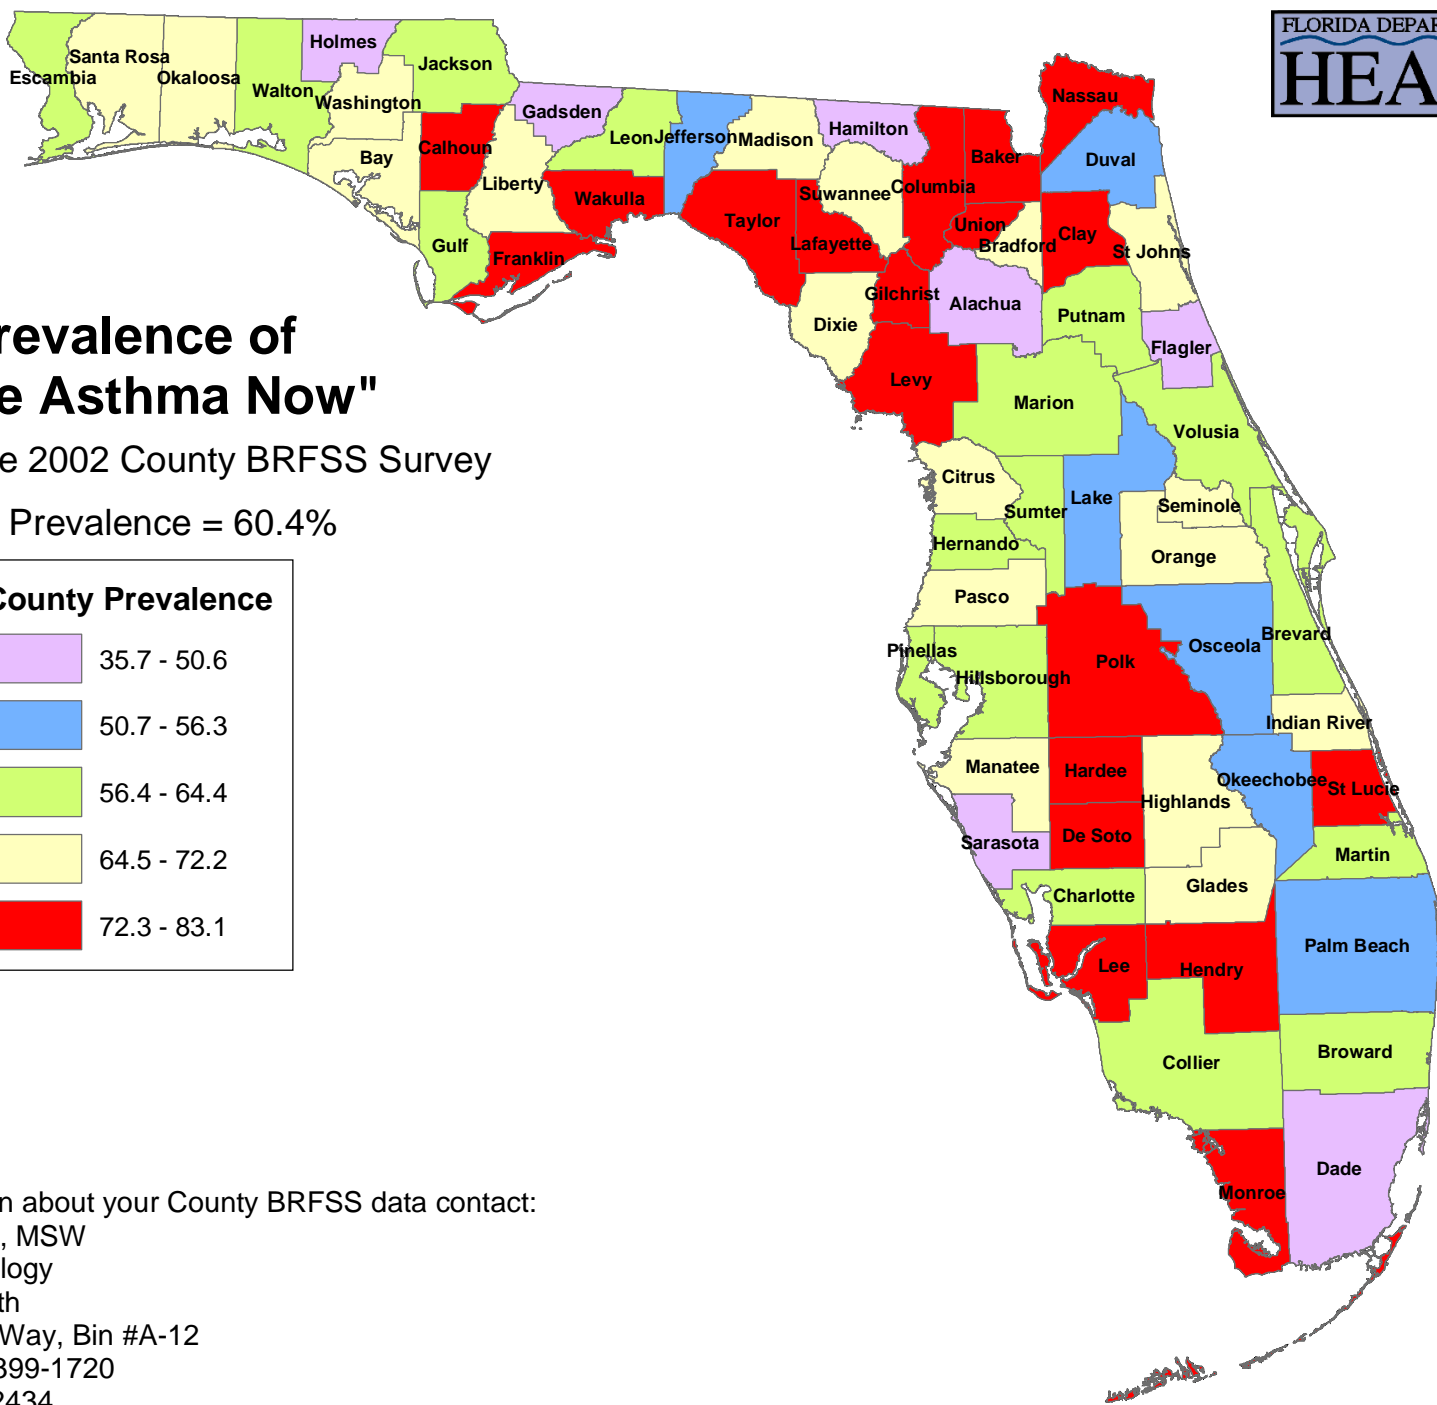 FLORIDA DEPAR
HEA
Holmes
Santa Rosa
Escambia
Okaloosa
Walton
Jackson
Washington
Gadsden
Bay
Calhoun
Leon
Jefferson
Madison
Hamilton
Liberty
Wakulla
Gulf
Franklin
Taylor
Suwannee
Lafayette
Columbia
Baker
Nassau
Duval
Union
Bradford
Clay
St Johns
Gilchrist
Alachua
Putnam
Dixie
Flagler
Levy
Marion
Volusia
Citrus
Sumter
Lake
Seminole
Hernando
Orange
Pasco
Pinellas
Hillsborough
Polk
Osceola
Brevard
Indian River
Manatee
Hardee
Highlands
Okeechobee
St Lucie
Sarasota
De Soto
Martin
Charlotte
Glades
Lee
Hendry
Palm Beach
Collier
Broward
Monroe
Dade
revalence of
e Asthma Now"
e 2002 County BRFSS Survey
Prevalence = 60.4%
County Prevalence
35.7 - 50.6
50.7 - 56.3
56.4 - 64.4
64.5 - 72.2
72.3 - 83.1
n about your County BRFSS data contact:
, MSW
logy
th
Way, Bin #A-12
399-1720
2434